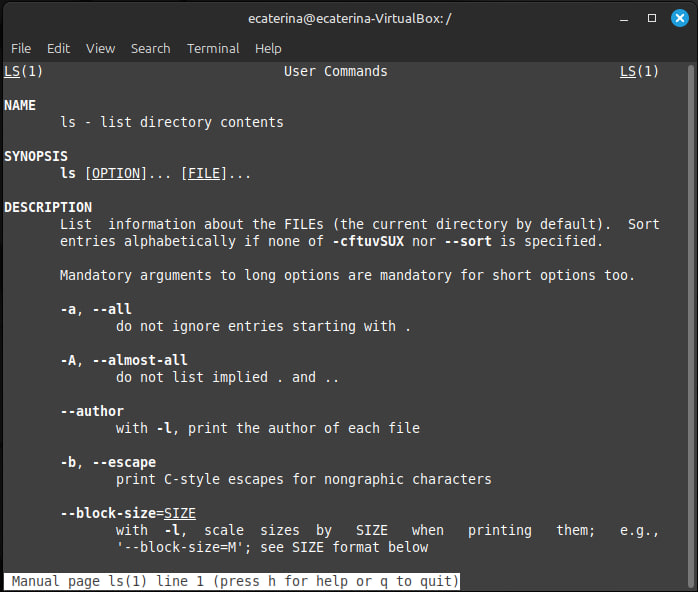 ecaterina@ecaterina-VirtualBox: /
File Edit View Search Terminal Help
LS(1) User Commands LS(1)
NAME
ls - list directory contents
SYNOPSIS
ls [OPTION]... [FILE]...
DESCRIPTION
List information about the FILEs (the current directory by default). Sort
entries alphabetically if none of -cftuvSUX nor --sort is specified.
Mandatory arguments to long options are mandatory for short options too.
-a, --all
do not ignore entries starting with .
-A, --almost-all
do not list implied . and ..
--author
with -l, print the author of each file
-b, --escape
print C-style escapes for nongraphic characters
--block-size=SIZE
with -l, scale sizes by SIZE when printing them; e.g.,
'--block-size=M'; see SIZE format below
Manual page ls(1) line 1 (press h for help or q to quit)